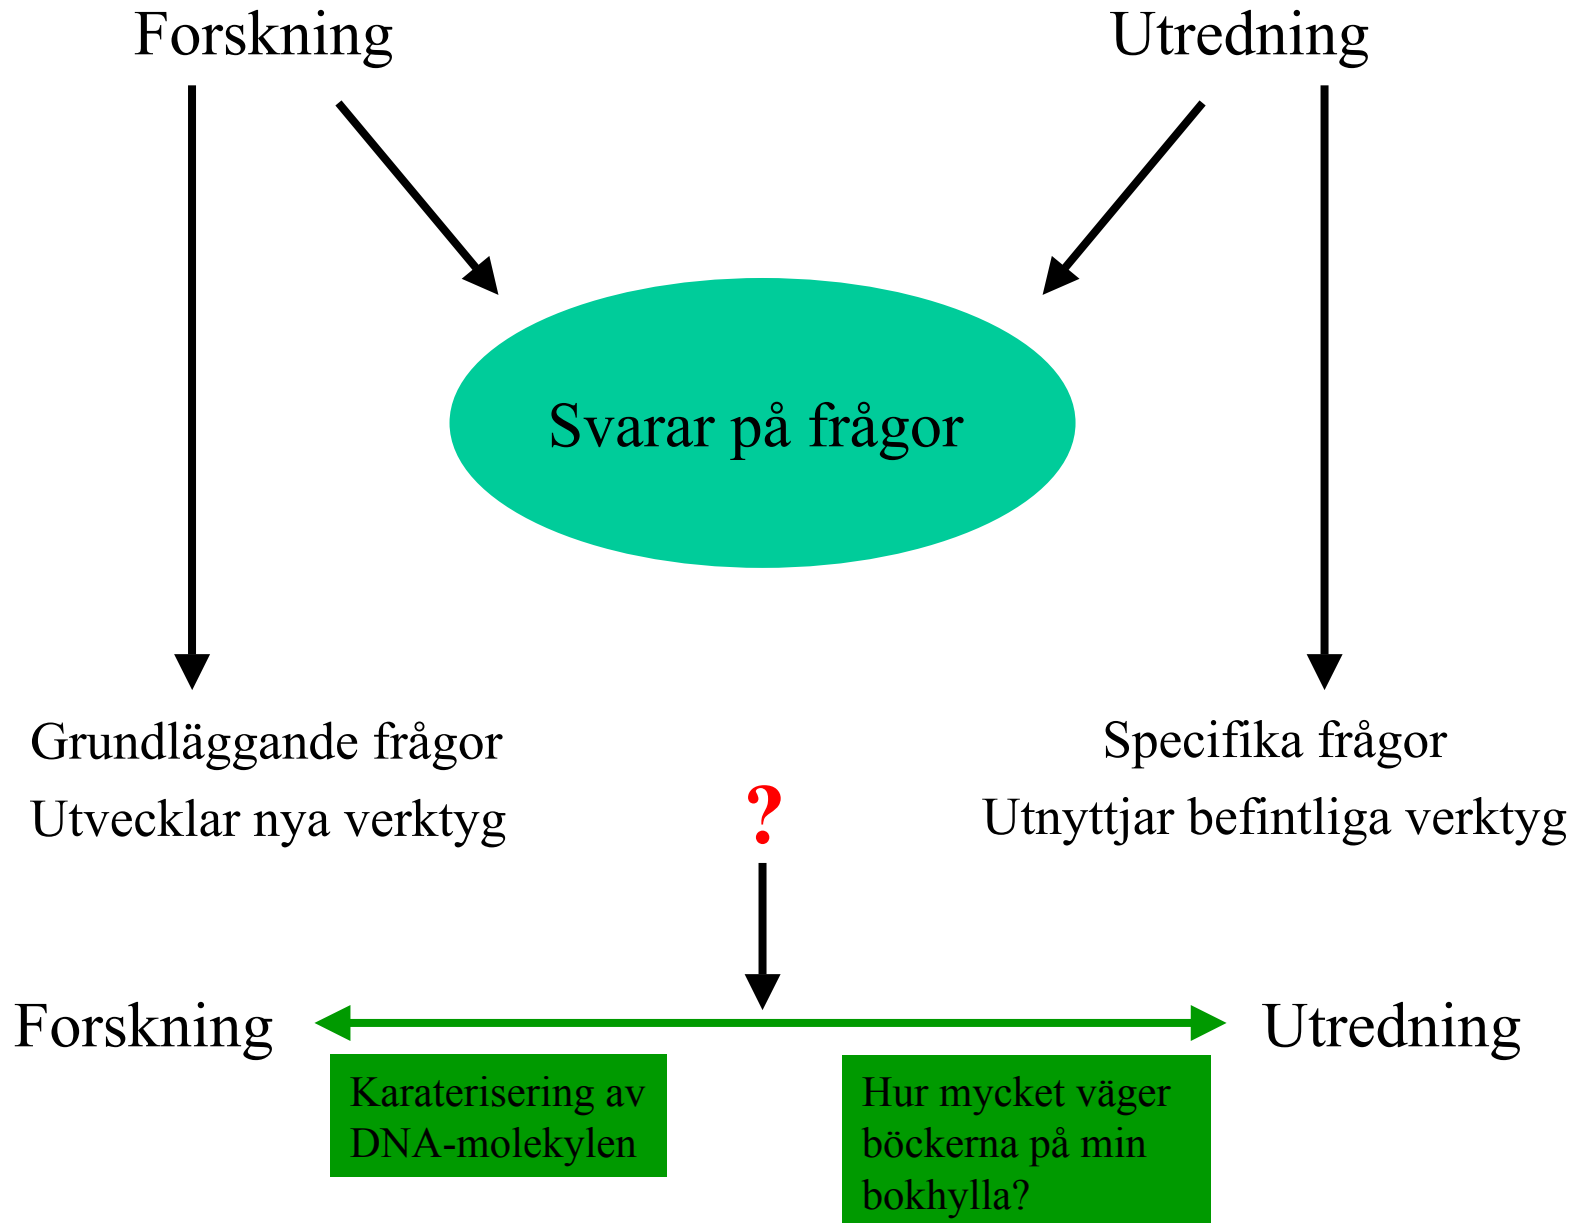 Forskning
Utredning
Svarar på frågor
Grundläggande frågor
Utvecklar nya verktyg
Specifika frågor
Utnyttjar befintliga verktyg
?
Forskning
Utredning
Karaterisering av
DNA-molekylen
Hur mycket väger
böckerna på min
bokhylla?